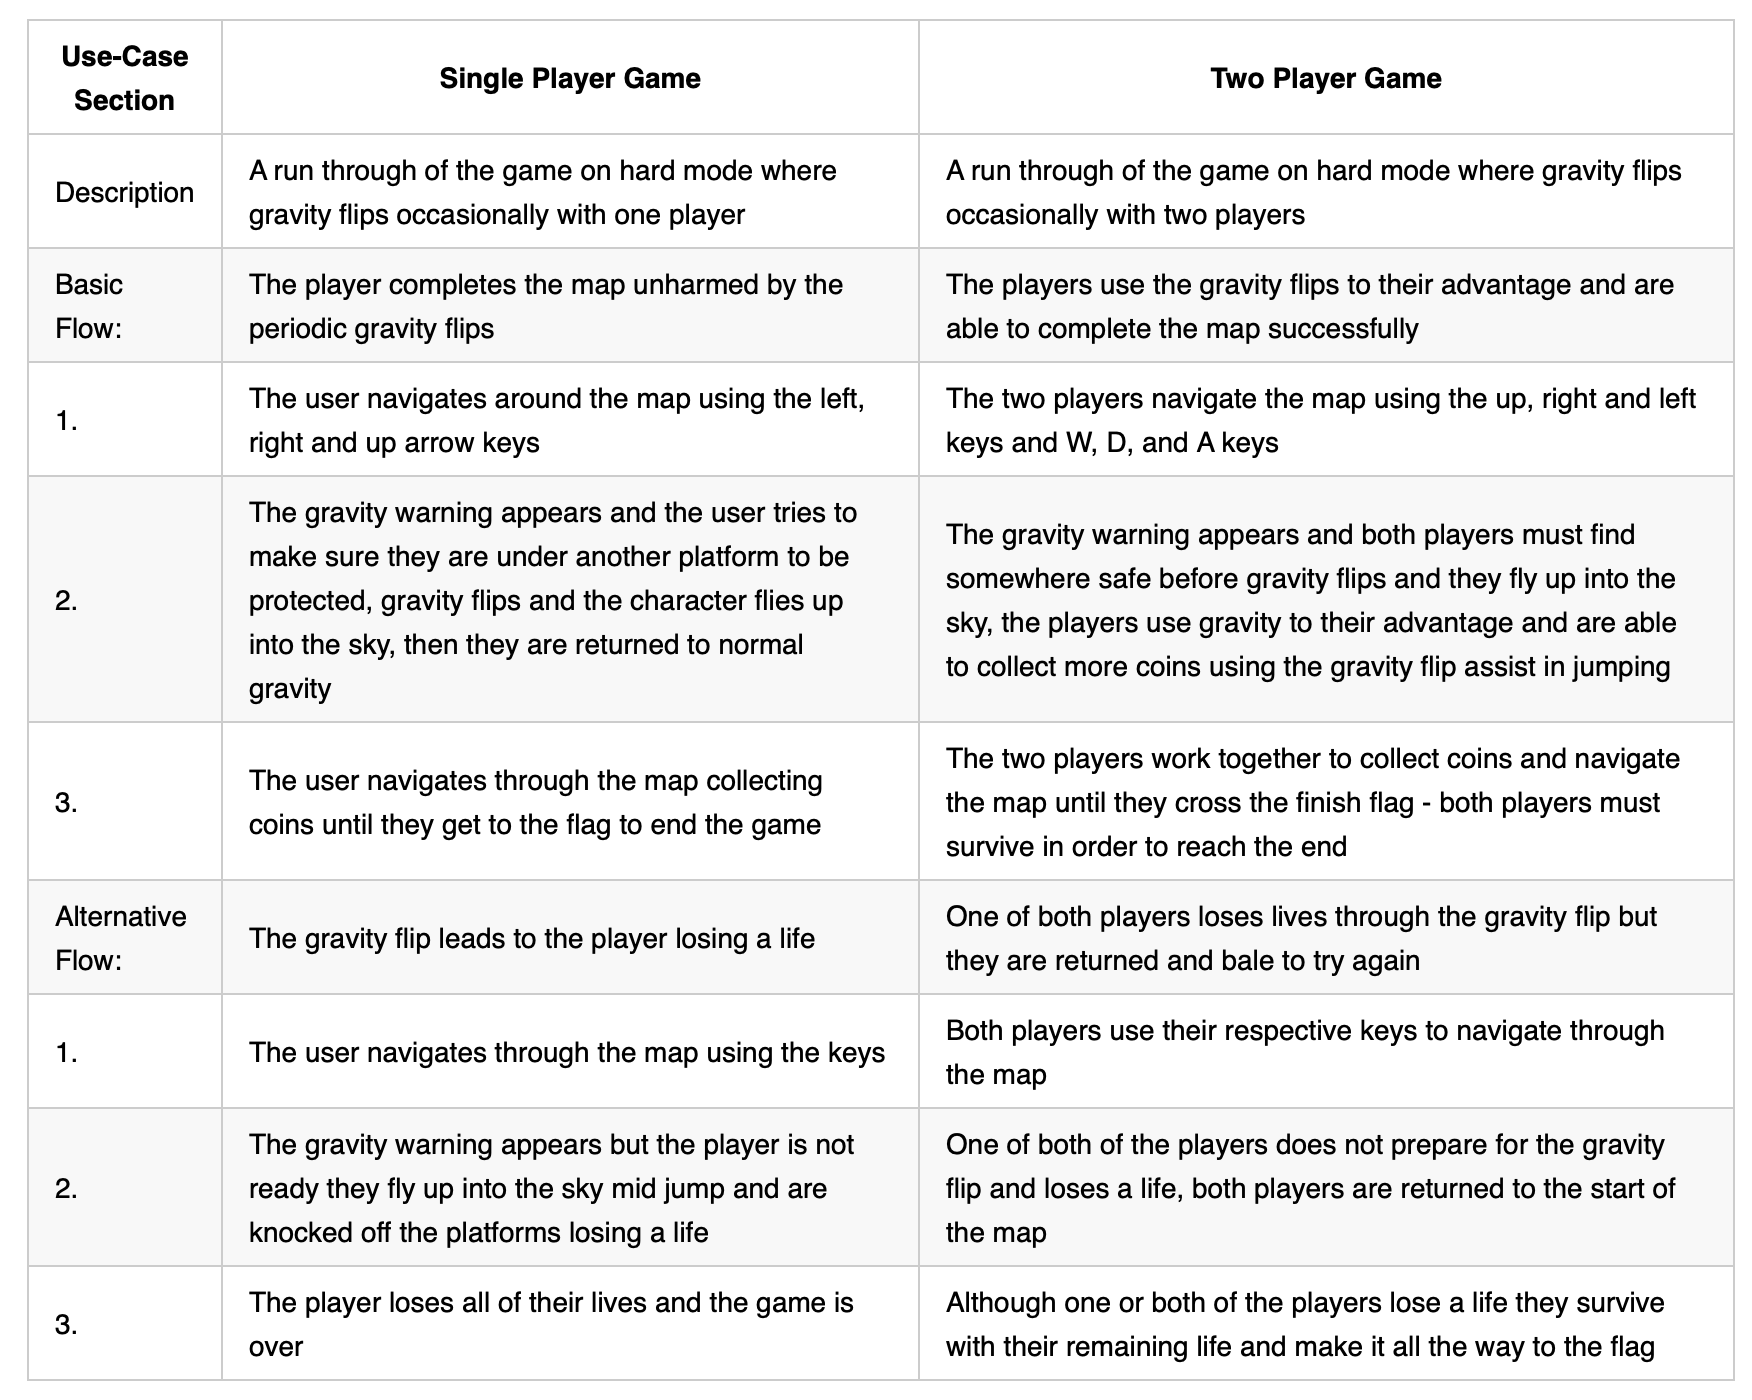 Use-Case
Section
Single Player Game
Two Player Game
Description
A run through of the game on hard mode where
gravity flips occasionally with one player
A run through of the game on hard mode where gravity flips
occasionally with two players
Basic
Flow:
The player completes the map unharmed by the
periodic gravity flips
The players use the gravity flips to their advantage and are
able to complete the map successfully
1.
The user navigates around the map using the left,
right and up arrow keys
The two players navigate the map using the up, right and left
keys and W, D, and A keys
2.
The gravity warning appears and the user tries to
make sure they are under another platform to be
protected, gravity flips and the character flies up
into the sky, then they are returned to normal
gravity
The gravity warning appears and both players must find
somewhere safe before gravity flips and they fly up into the
sky, the players use gravity to their advantage and are able
to collect more coins using the gravity flip assist in jumping
3.
The user navigates through the map collecting
coins until they get to the flag to end the game
The two players work together to collect coins and navigate
the map until they cross the finish flag - both players must
survive in order to reach the end
Alternative
Flow:
The gravity flip leads to the player losing a life
One of both players loses lives through the gravity flip but
they are returned and bale to try again
1.
The user navigates through the map using the keys
Both players use their respective keys to navigate through
the map
2.
The gravity warning appears but the player is not
ready they fly up into the sky mid jump and are
knocked off the platforms losing a life
One of both of the players does not prepare for the gravity
flip and loses a life, both players are returned to the start of
the map
3.
The player loses all of their lives and the game is
over
Although one or both of the players lose a life they survive
with their remaining life and make it all the way to the flag